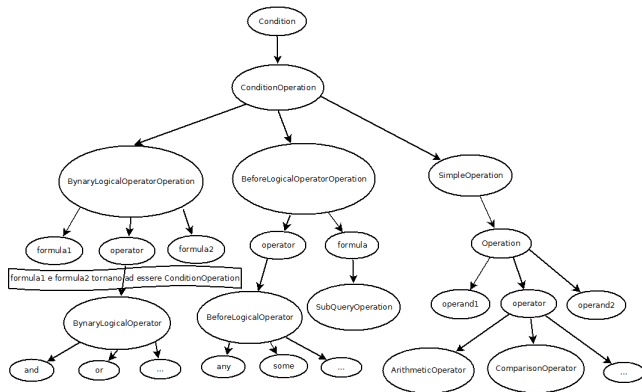 Condition
ConditionOperation
BynaryLogicalOperatorOperation
BeforeLogicalOperatorOperation
SimpleOperation
formula1
operator
formula2
operator
formula
Operation
formula1 e formula2 tornano ad essere ConditionOperation
BynaryLogicalOperator
BeforeLogicalOperator
SubQueryOperation
operand1
operator
operand2
and
or
...
any
some
...
ArithmeticOperator
ComparisonOperator
...